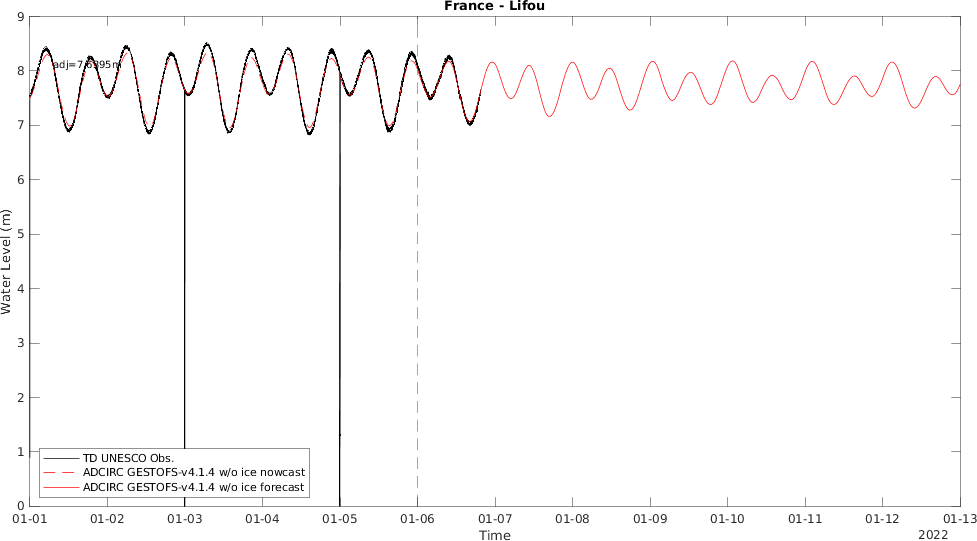 France - Lifou
9
8
7
6
5
4
3
2
1
0
Water Level (m)
adj=7.6395m
TD UNESCO Obs.
ADCIRC GESTOFS-v4.1.4 w/o ice nowcast
ADCIRC GESTOFS-v4.1.4 w/o ice forecast
01-01 01-02 01-03 01-04 01-05 01-06 01-07 01-08 01-09 01-10 01-11 01-12 01-13
Time
2022